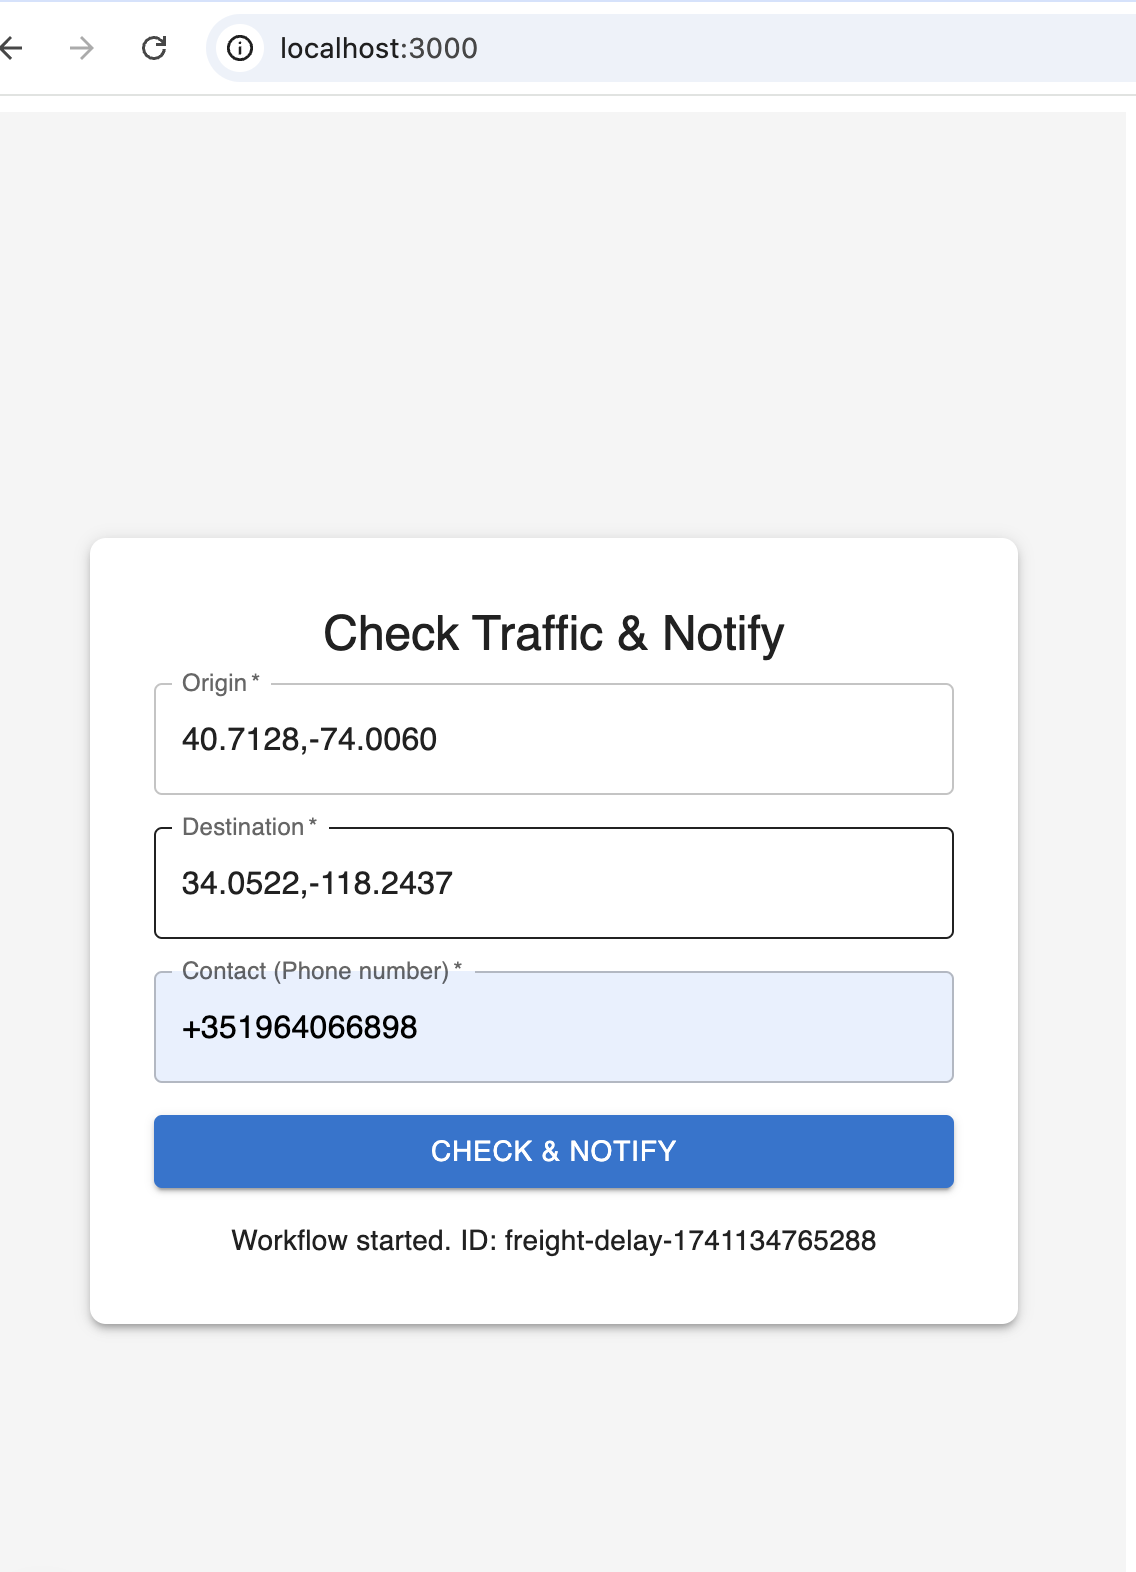 localhost:3000
Check Traffic & Notify
Origin *
40.7128,-74.0060
Destination *
34.0522,-118.2437
Contact (Phone number) *
+351964066898
CHECK & NOTIFY
Workflow started. ID: freight-delay-1741134765288